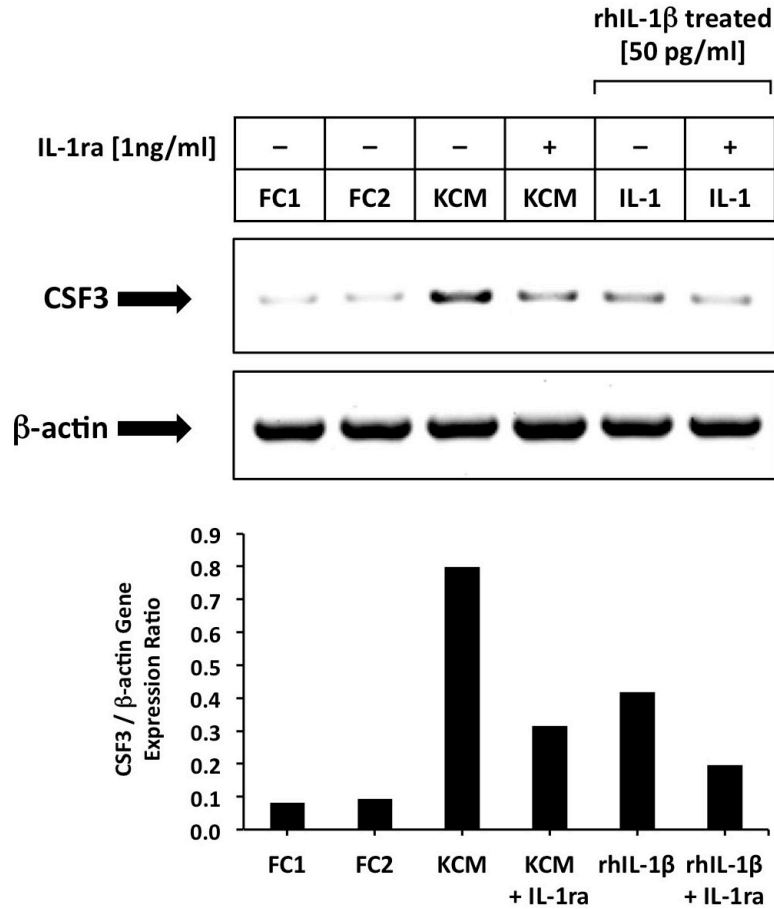 rhIL-1β treated
[50 pg/ml]
IL-1ra [1ng/ml] – – – + – +
FC1 FC2 KCM KCM IL-1 IL-1
CSF3
β-actin
CSF3 / β-actin Gene
Expression Ratio
0.9
0.8
0.7
0.6
0.5
0.4
0.3
0.2
0.1
0.0
FC1 FC2 KCM KCM rhIL-1β rhIL-1β
+ IL-1ra + IL-1ra